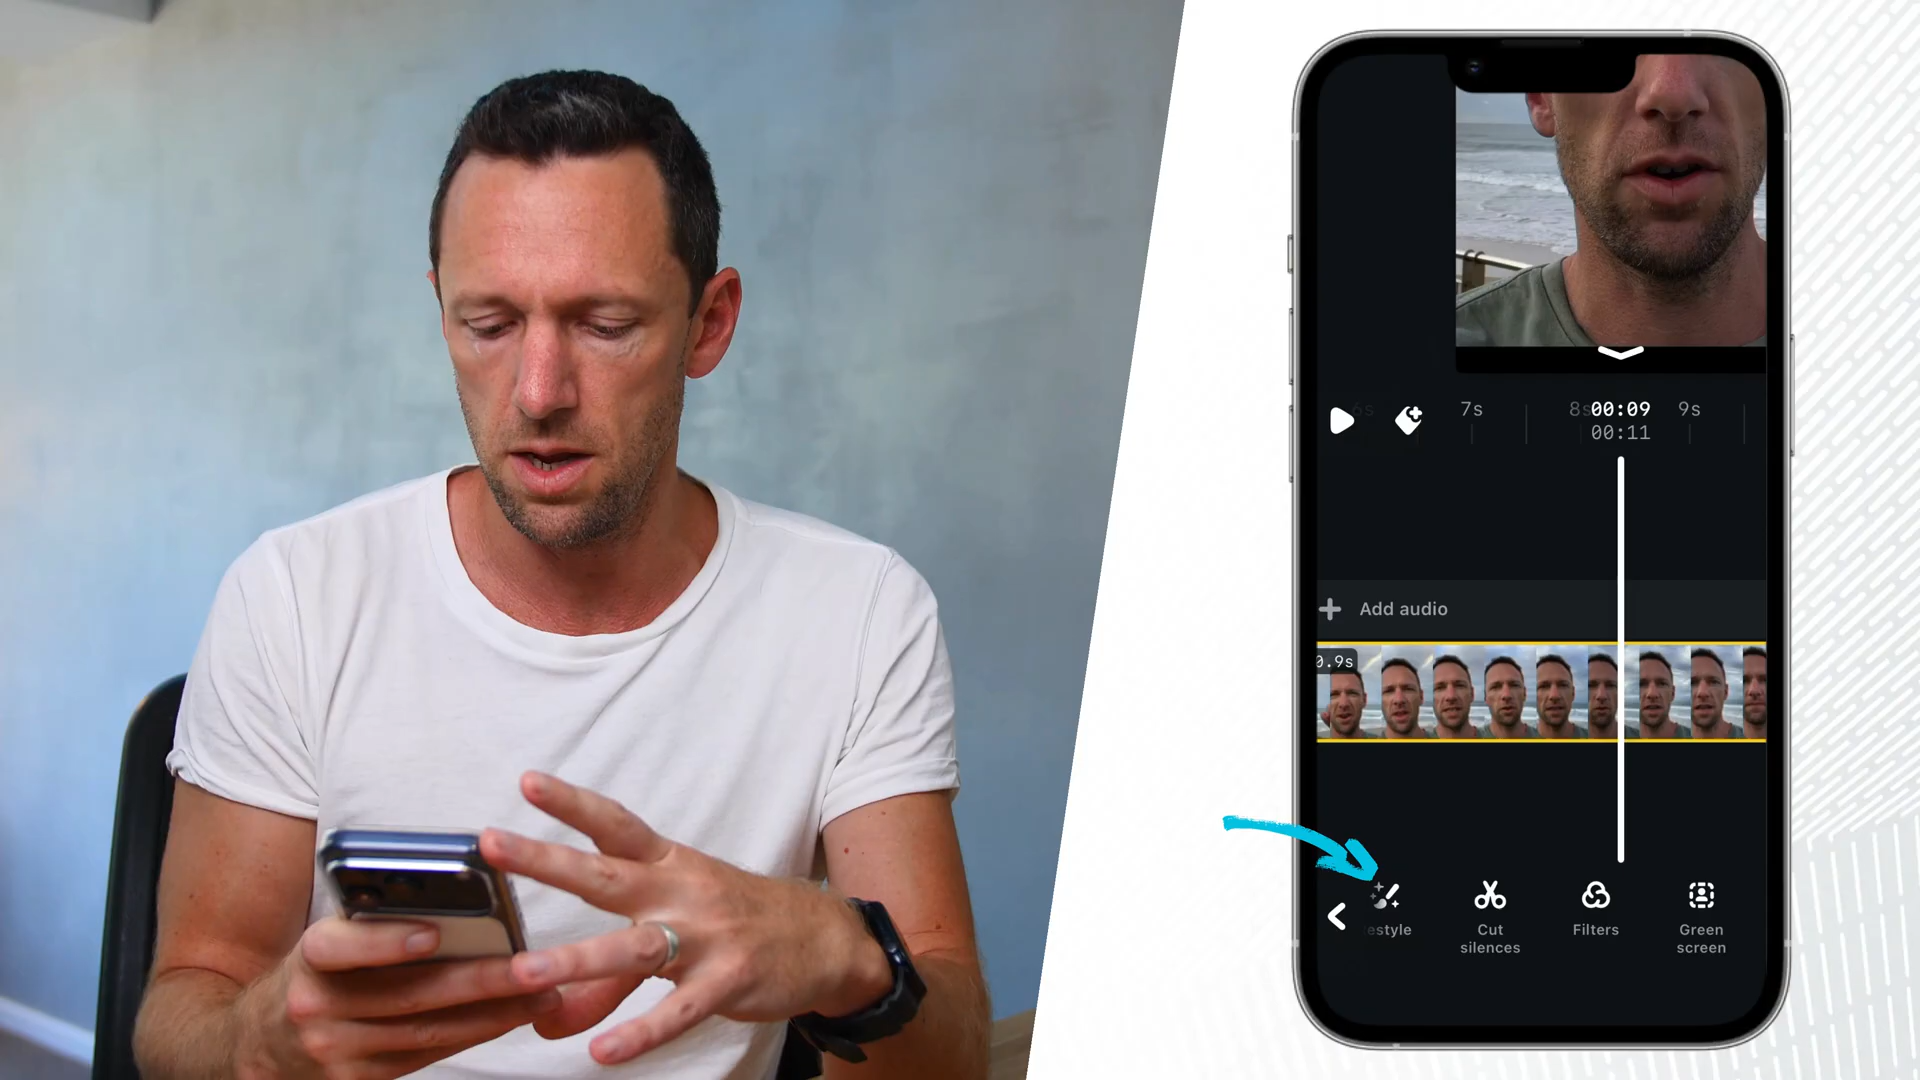 7s
8s
00:09
9s
00:11
Add audio
0.9s
estyle
Cut
silences
Filters
Green
screen